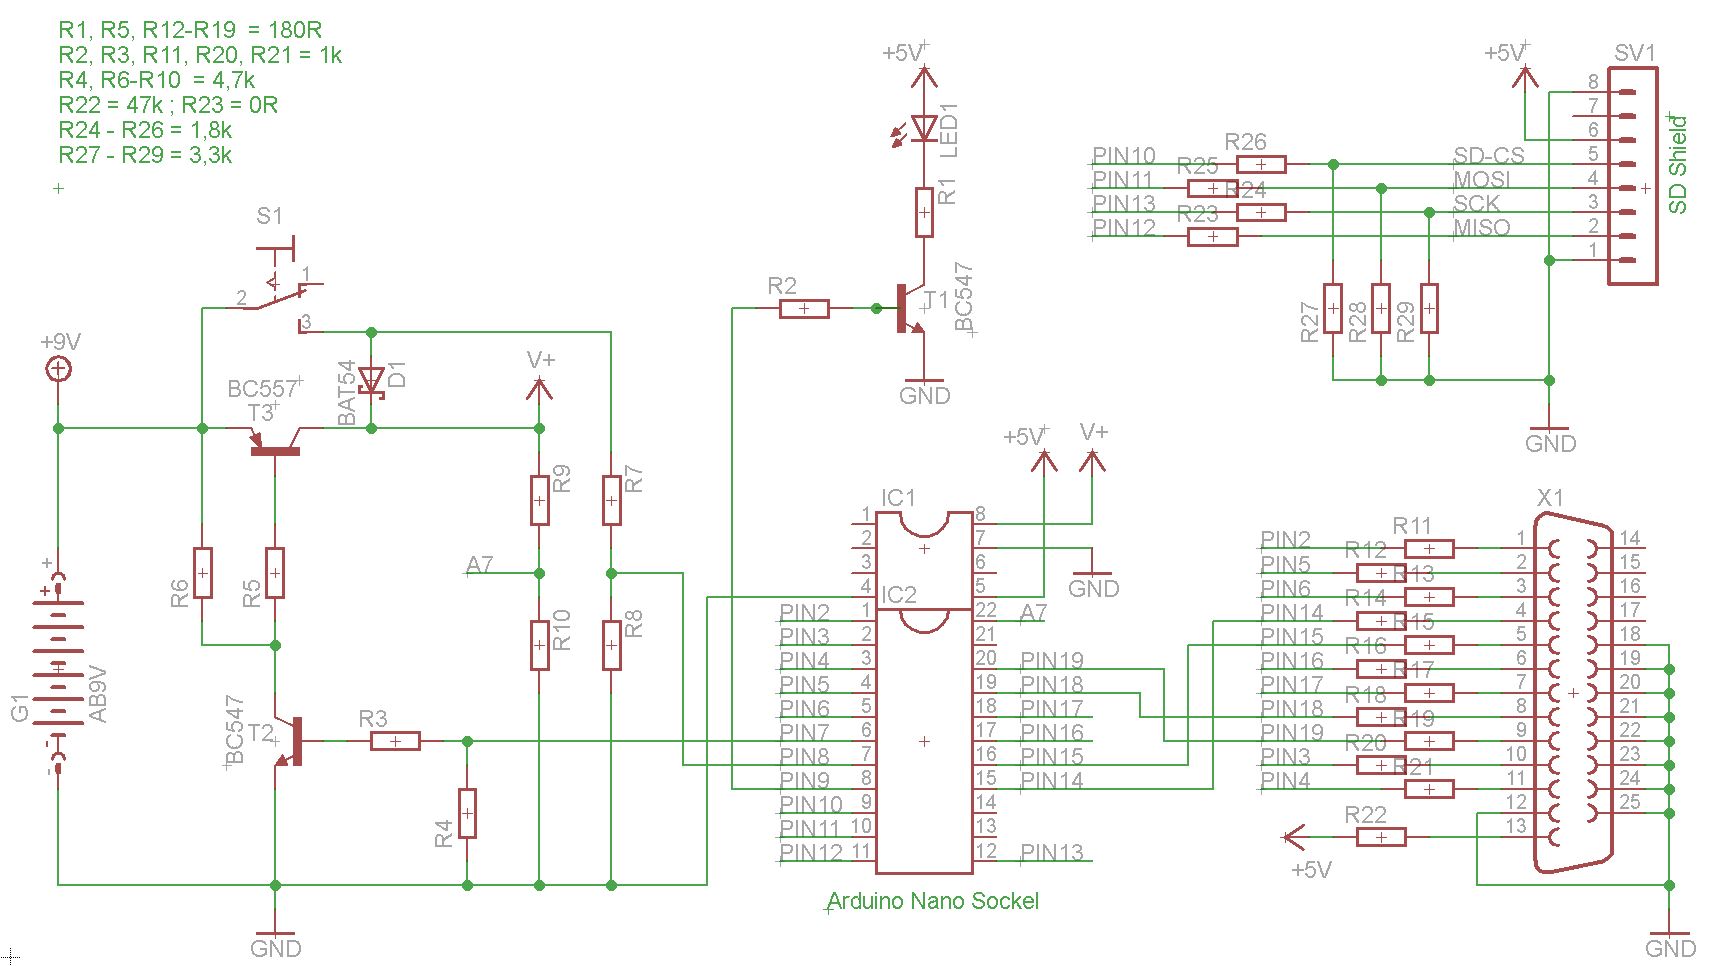 R1, R5, R12-R19 = 180R
R2, R3, R11, R20, R21 = 1k
R4, R6-R10 = 4,7k
R22 = 47k ; R23 = 0R
R24 - R26 = 1,8k
R27 - R29 = 3,3k
S1
1
2
3
+9V
BC557
T3
BAT54
D1
V+
R9
R7
A7
R6
R5
R10
R8
+
+
G1
AB9V
-
-
BC547
T2
R3
R4
GND
+5V
LED1
R1
R2
T1
BC547
GND
+5V
V+
IC1
1
2
3
4
8
7
6
5
GND
IC2
PIN2 1
PIN3 2
PIN4 3
PIN5 4
PIN6 5
PIN7 6
PIN8 7
PIN9 8
PIN10 9
PIN11 10
PIN12 11
22 A7
21
20 PIN19
19 PIN18
18 PIN17
17 PIN16
16 PIN15
15 PIN14
14
13
12 PIN13
Arduino Nano Sockel
+5V
SV1
8
7
6
5
4
3
2
1
SD Shield
PIN10 R26 SD-CS
PIN11 R25 MOSI
PIN13 R24 SCK
PIN12 R23 MISO
R27
R28
R29
GND
X1
PIN2 R11 1
PIN5 R12 2
PIN6 R13 3
PIN14 R14 4
PIN15 R15 5
PIN16 R16 6
PIN17 R17 7
PIN18 R18 8
PIN19 R19 9
PIN3 R20 10
PIN4 R21 11
12
R22 13
+5V
14
15
16
17
18
19
20
21
22
23
24
25
GND